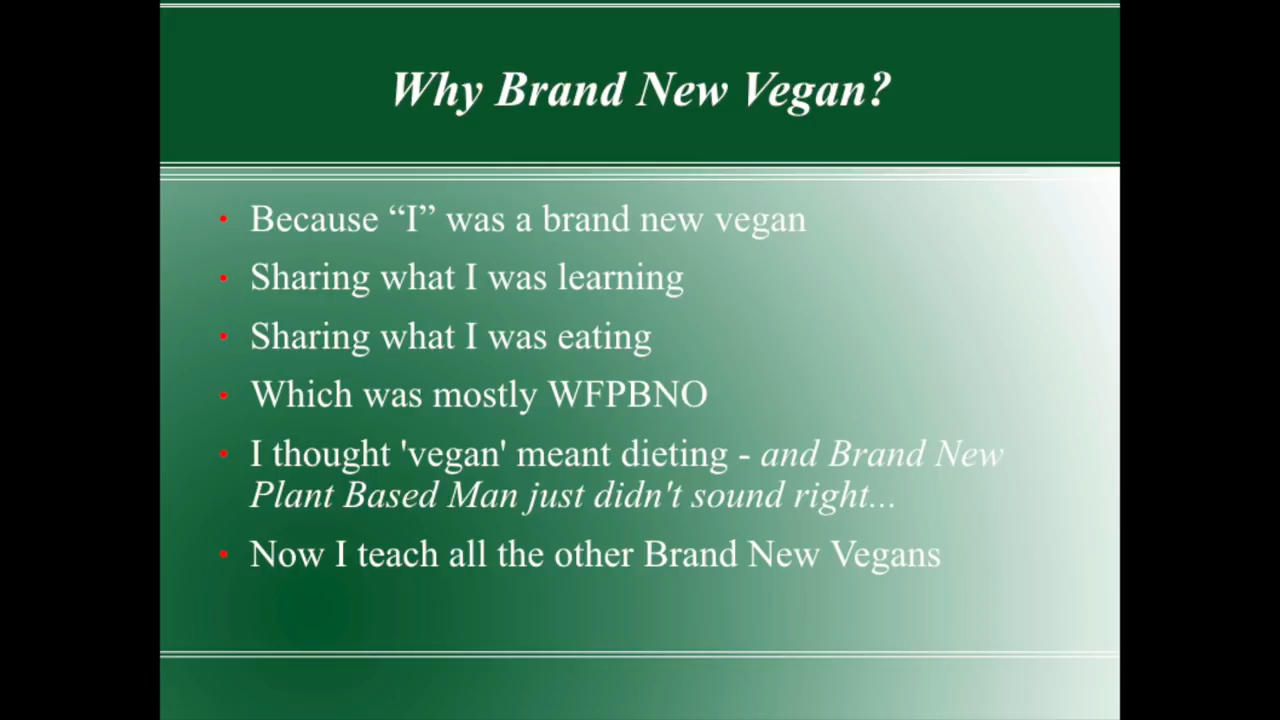 Why Brand New Vegan?
• Because “I” was a brand new vegan
• Sharing what I was learning
• Sharing what I was eating
• Which was mostly WFPBNO
• I thought 'vegan' meant dieting - and Brand New
Plant Based Man just didn't sound right...
• Now I teach all the other Brand New Vegans